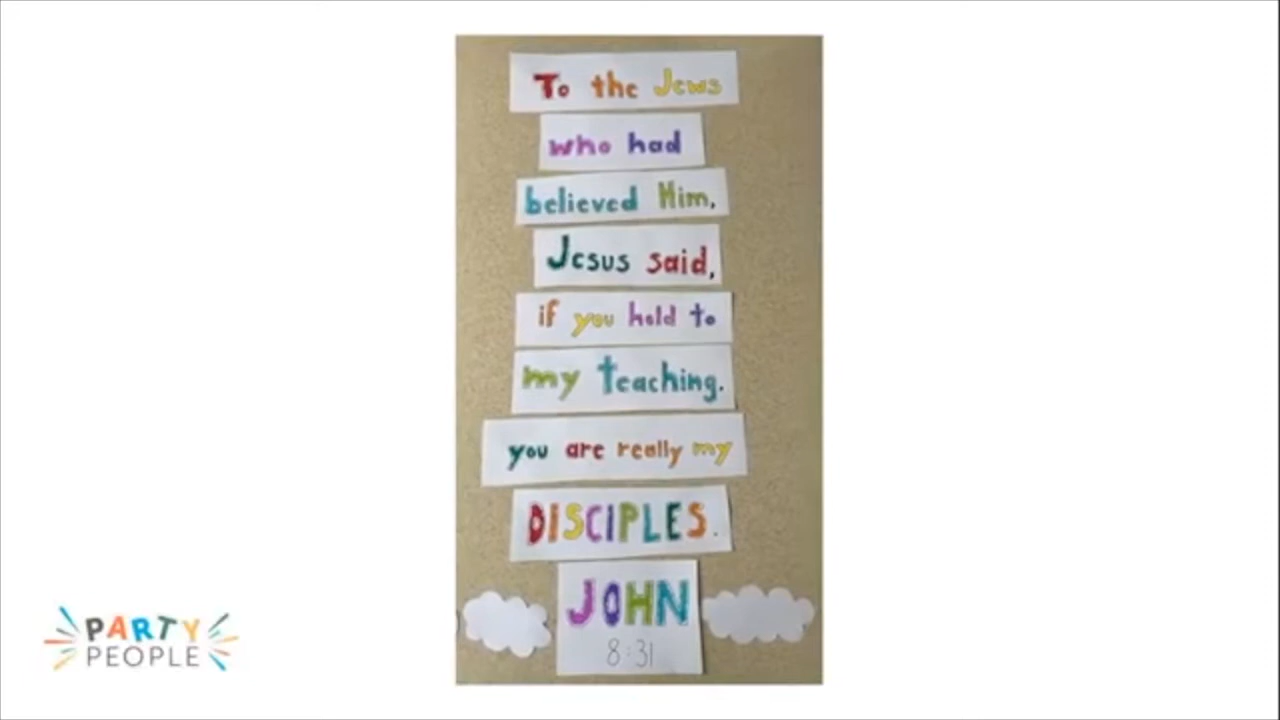 To the Jews
who had
believed Him,
Jesus said,
if you hold to
my teaching.
you are really my
DISCIPLES.
JOHN
8:31
PARTY
PEOPLE